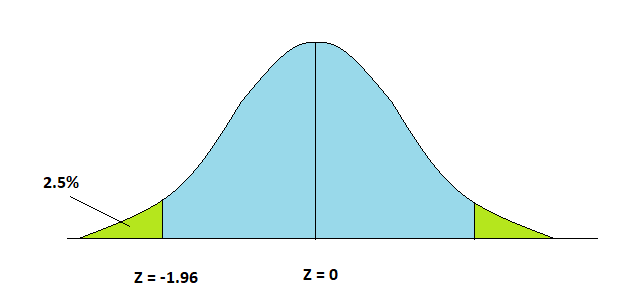 2.5%
Z = -1.96
Z = 0